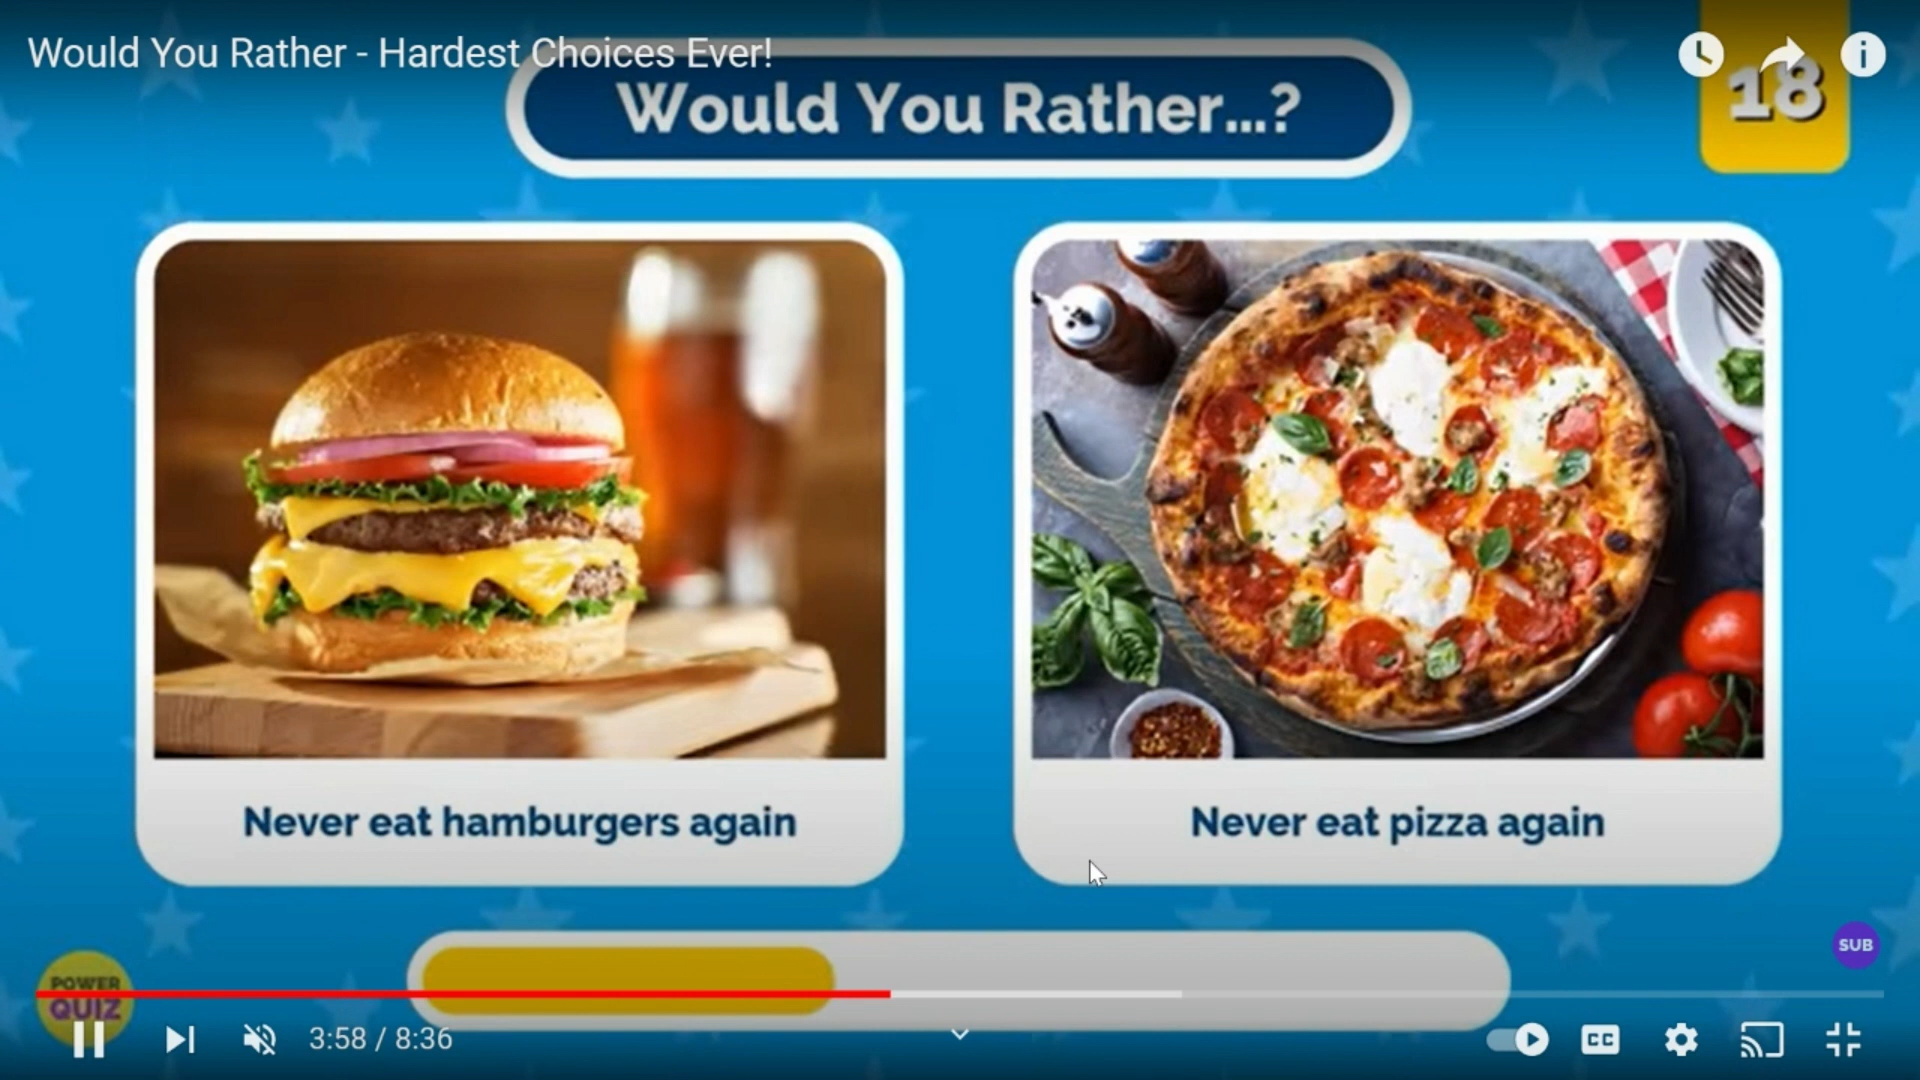 Would You Rather - Hardest Choices Ever!
18
Would You Rather...?
Never eat hamburgers again
Never eat pizza again
SUB
POWER
QUIZ
3:58 / 8:36
CC